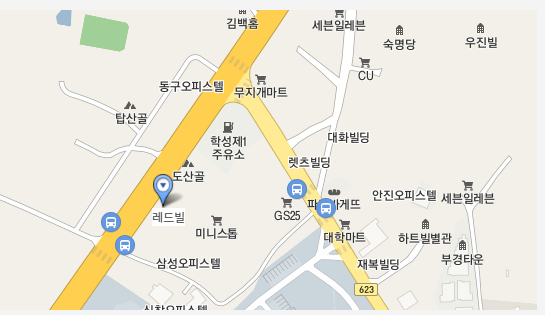 김백홈
세븐일레븐
숙명당
우진빌
CU
동구오피스텔
무지개마트
탑산골
학성제1
주유소
대화빌딩
렛츠빌딩
도산골
레드빌
미니스톱
GS25
안진오피스텔
세븐일레븐
대학마트
하트빌별관
부경타운
삼성오피스텔
재복빌딩
623